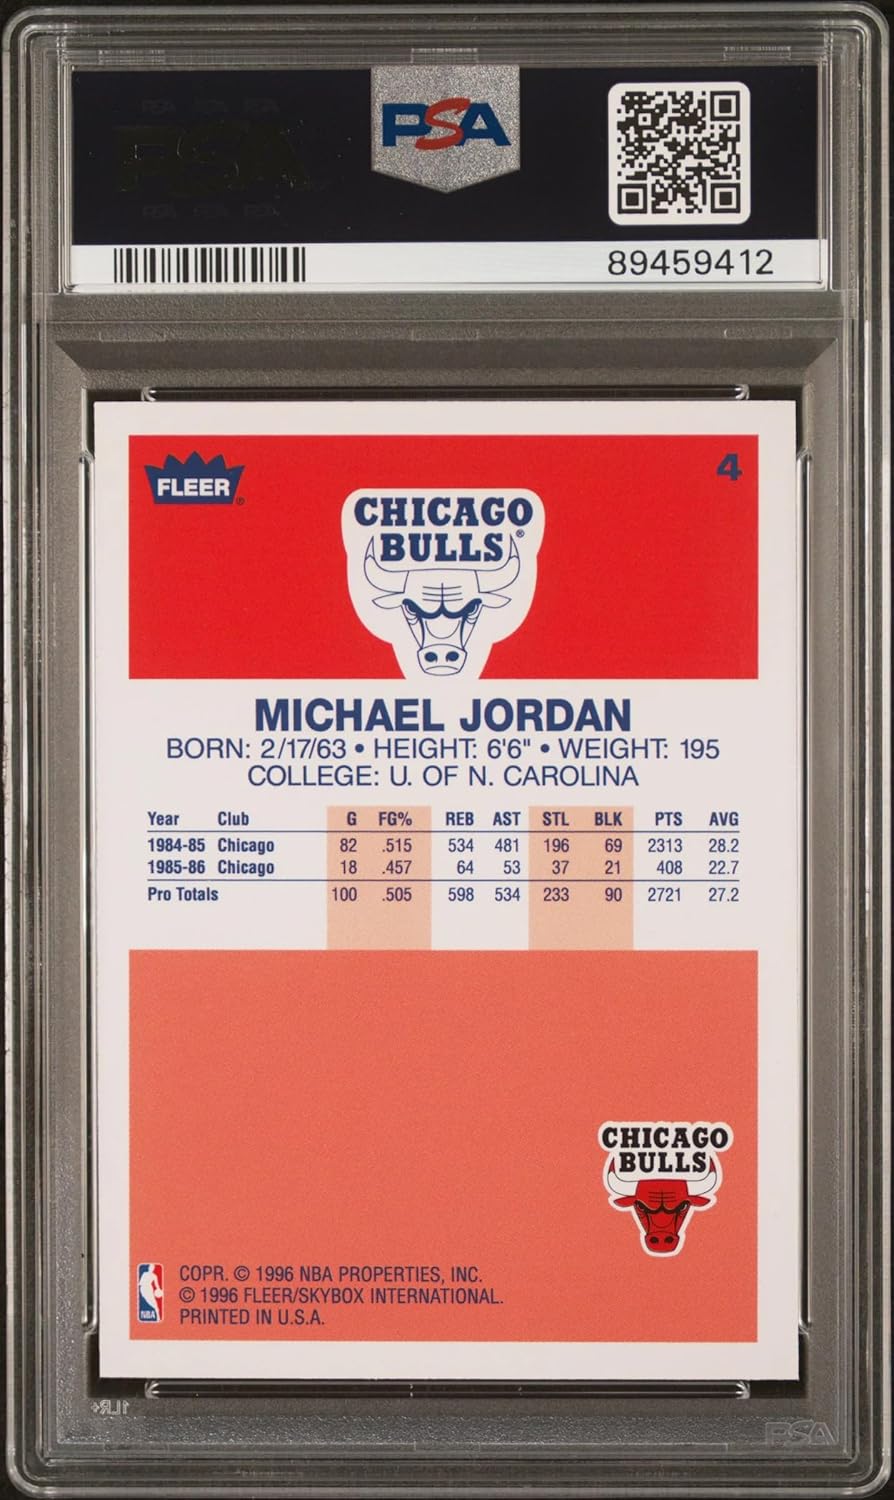 PSA
PSA
89459412
FLEER®
4
CHICAGO
BULLS®
MICHAEL JORDAN
BORN: 2/17/63 • HEIGHT: 6'6" • WEIGHT: 195
COLLEGE: U. OF N. CAROLINA
Year Club G FG% REB AST STL BLK PTS AVG
1984-85 Chicago 82 .515 534 481 196 69 2313 28.2
1985-86 Chicago 18 .457 64 53 37 21 408 22.7
Pro Totals 100 .505 598 534 233 90 2721 27.2
CHICAGO
BULLS
NBA
COPR. © 1996 NBA PROPERTIES, INC.
© 1996 FLEER/SKYBOX INTERNATIONAL.
PRINTED IN U.S.A.
PSA